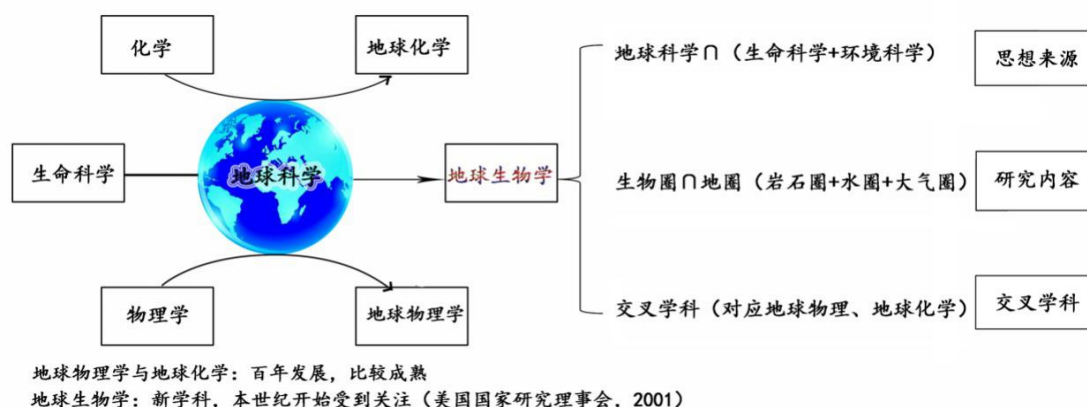 化学
地球化学
地球科学∩（生命科学+环境科学）
思想来源
生命科学
地球科学
地球生物学
生物圈∩地圈（岩石圈+水圈+大气圈）
研究内容
物理学
地球物理学
交叉学科（对应地球物理、地球化学）
交叉学科
地球物理学与地球化学：百年发展，比较成熟
地球生物学：新学科，本世纪开始受到关注（美国国家研究理事会，2001）